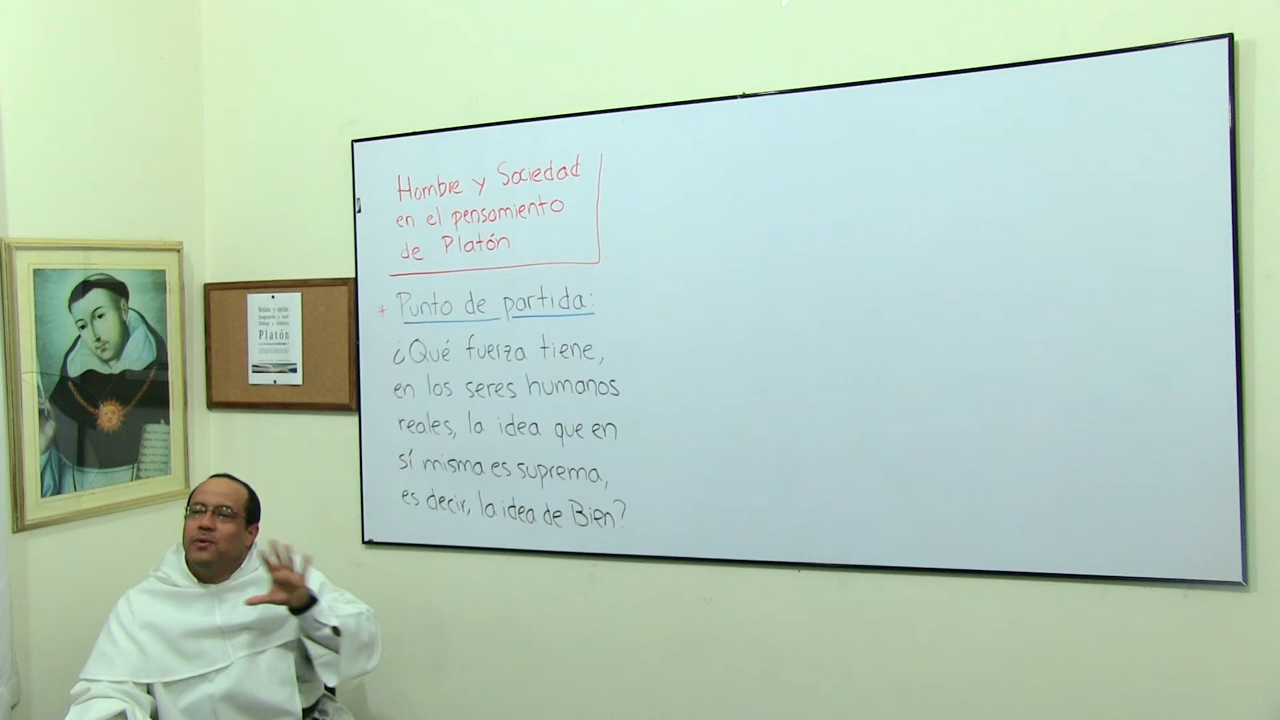 Hombre y Sociedad
en el pensamiento
de Platón
* Punto de partida:
¿Qué fuerza tiene,
en los seres humanos
reales, la idea que en
sí misma es suprema,
es decir, la idea de Bien?
Platón